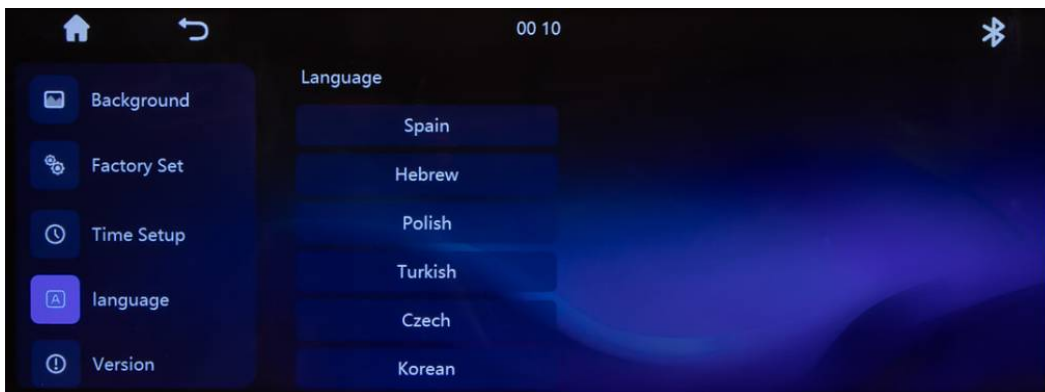 00 10
Background
Factory Set
Time Setup
A language
Version
Language
Spain
Hebrew
Polish
Turkish
Czech
Korean